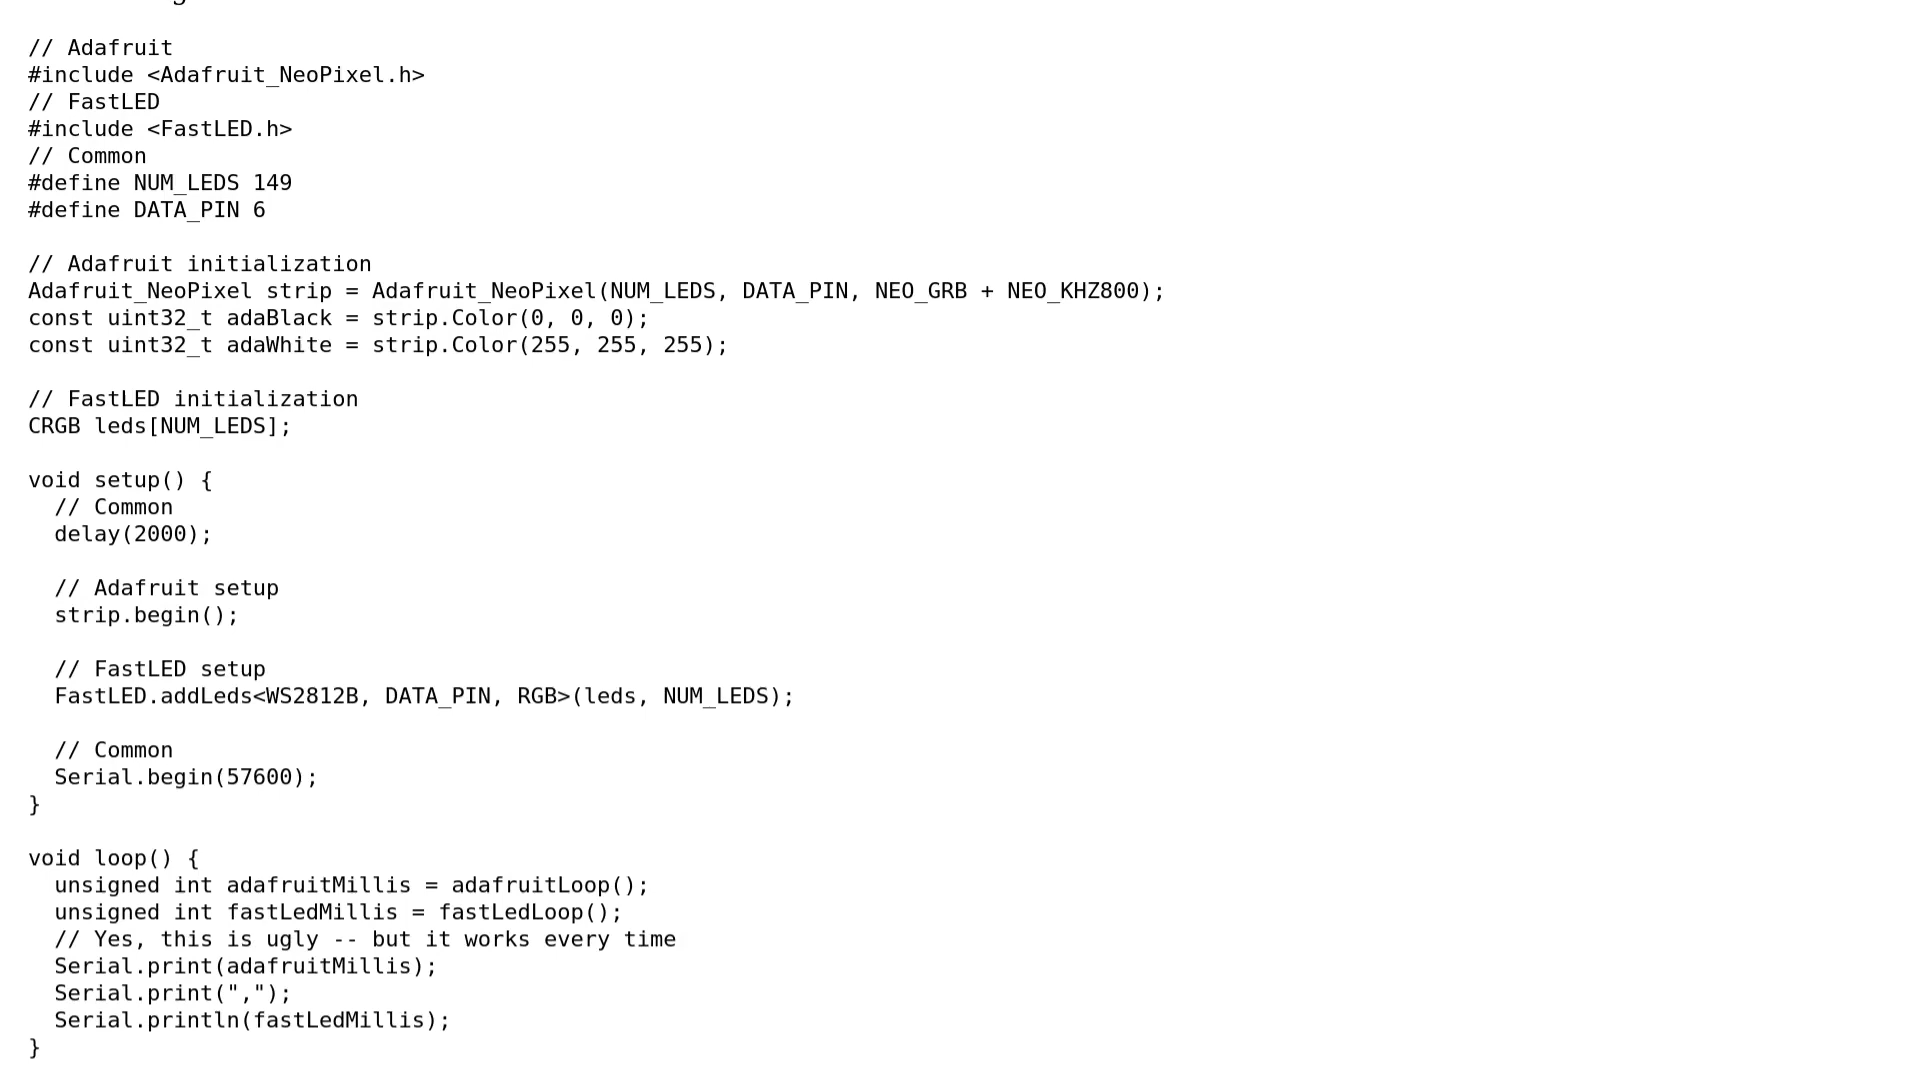 // Adafruit
#include <Adafruit_NeoPixel.h>
// FastLED
#include <FastLED.h>
// Common
#define NUM_LEDS 149
#define DATA_PIN 6

// Adafruit initialization
Adafruit_NeoPixel strip = Adafruit_NeoPixel(NUM_LEDS, DATA_PIN, NEO_GRB + NEO_KHZ800);
const uint32_t adaBlack = strip.Color(0, 0, 0);
const uint32_t adaWhite = strip.Color(255, 255, 255);

// FastLED initialization
CRGB leds[NUM_LEDS];

void setup() {
  // Common
  delay(2000);

  // Adafruit setup
  strip.begin();

  // FastLED setup
  FastLED.addLeds<WS2812B, DATA_PIN, RGB>(leds, NUM_LEDS);

  // Common
  Serial.begin(57600);
}

void loop() {
  unsigned int adafruitMillis = adafruitLoop();
  unsigned int fastLedMillis = fastLedLoop();
  // Yes, this is ugly -- but it works every time
  Serial.print(adafruitMillis);
  Serial.print(",");
  Serial.println(fastLedMillis);
}